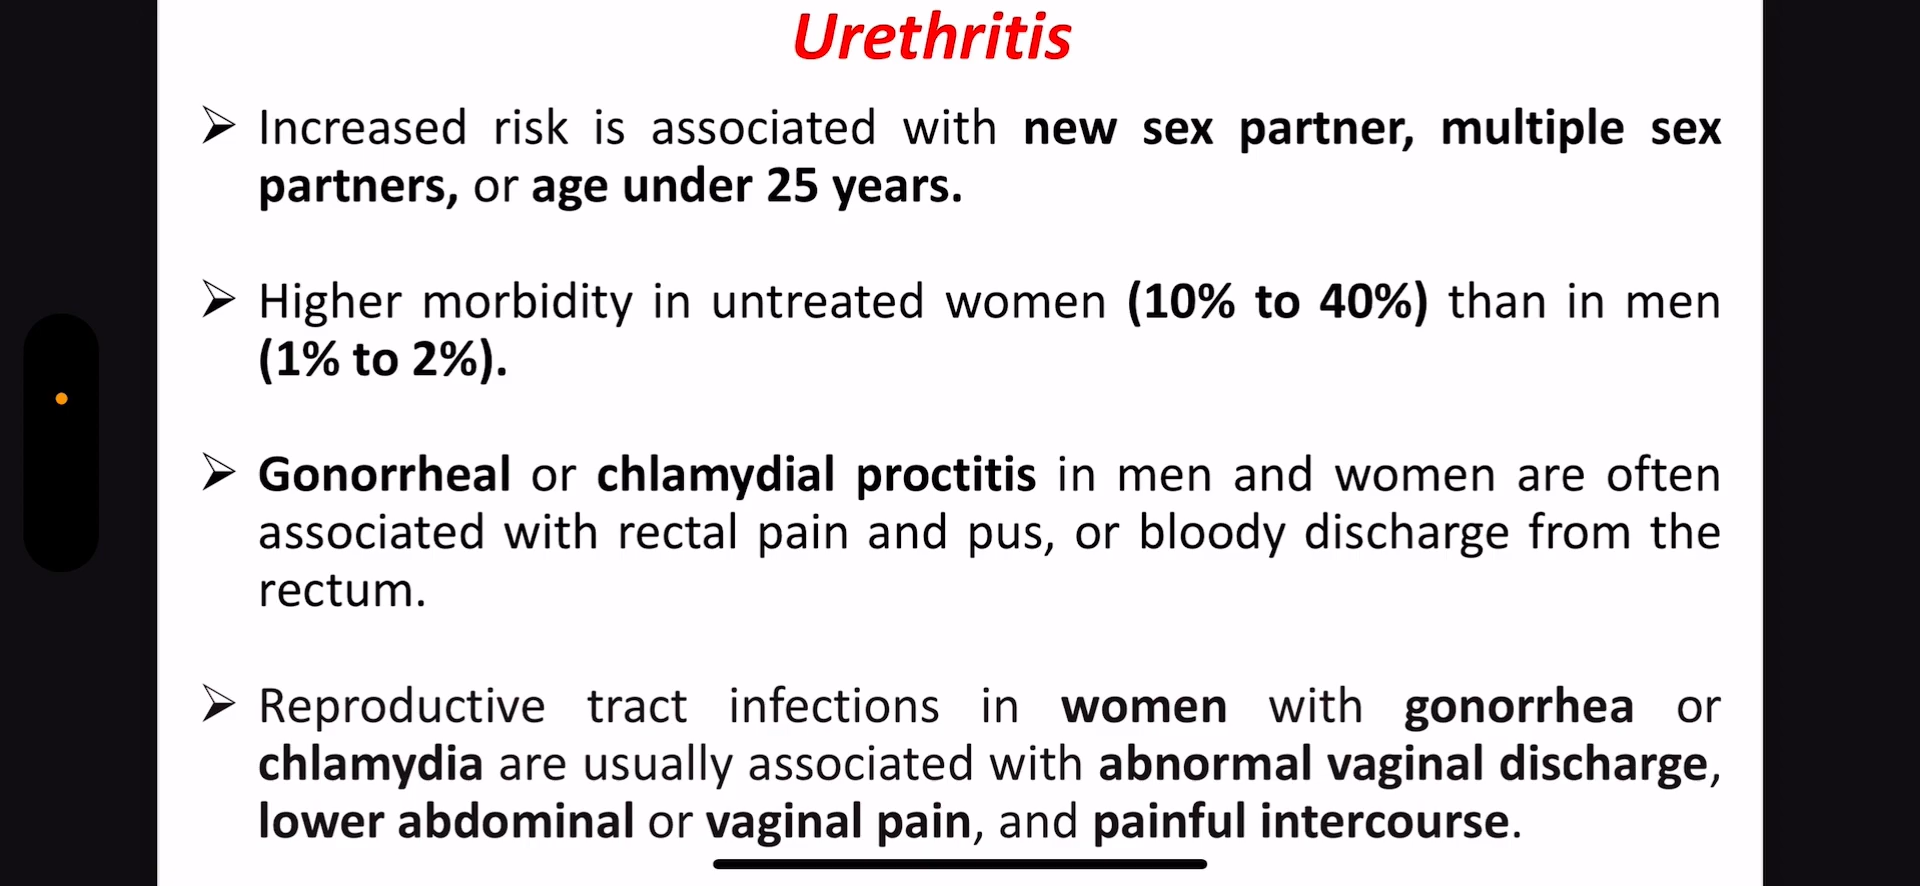 Urethritis
➢ Increased risk is associated with new sex partner, multiple sex
partners, or age under 25 years.
➢ Higher morbidity in untreated women (10% to 40%) than in men
(1% to 2%).
➢ Gonorrheal or chlamydial proctitis in men and women are often
associated with rectal pain and pus, or bloody discharge from the
rectum.
➢ Reproductive tract infections in women with gonorrhea or
chlamydia are usually associated with abnormal vaginal discharge,
lower abdominal or vaginal pain, and painful intercourse.